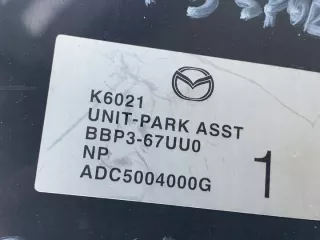 K6021
UNIT-PARK ASST
BBP3-67UU0
NP
ADC5004000G
1